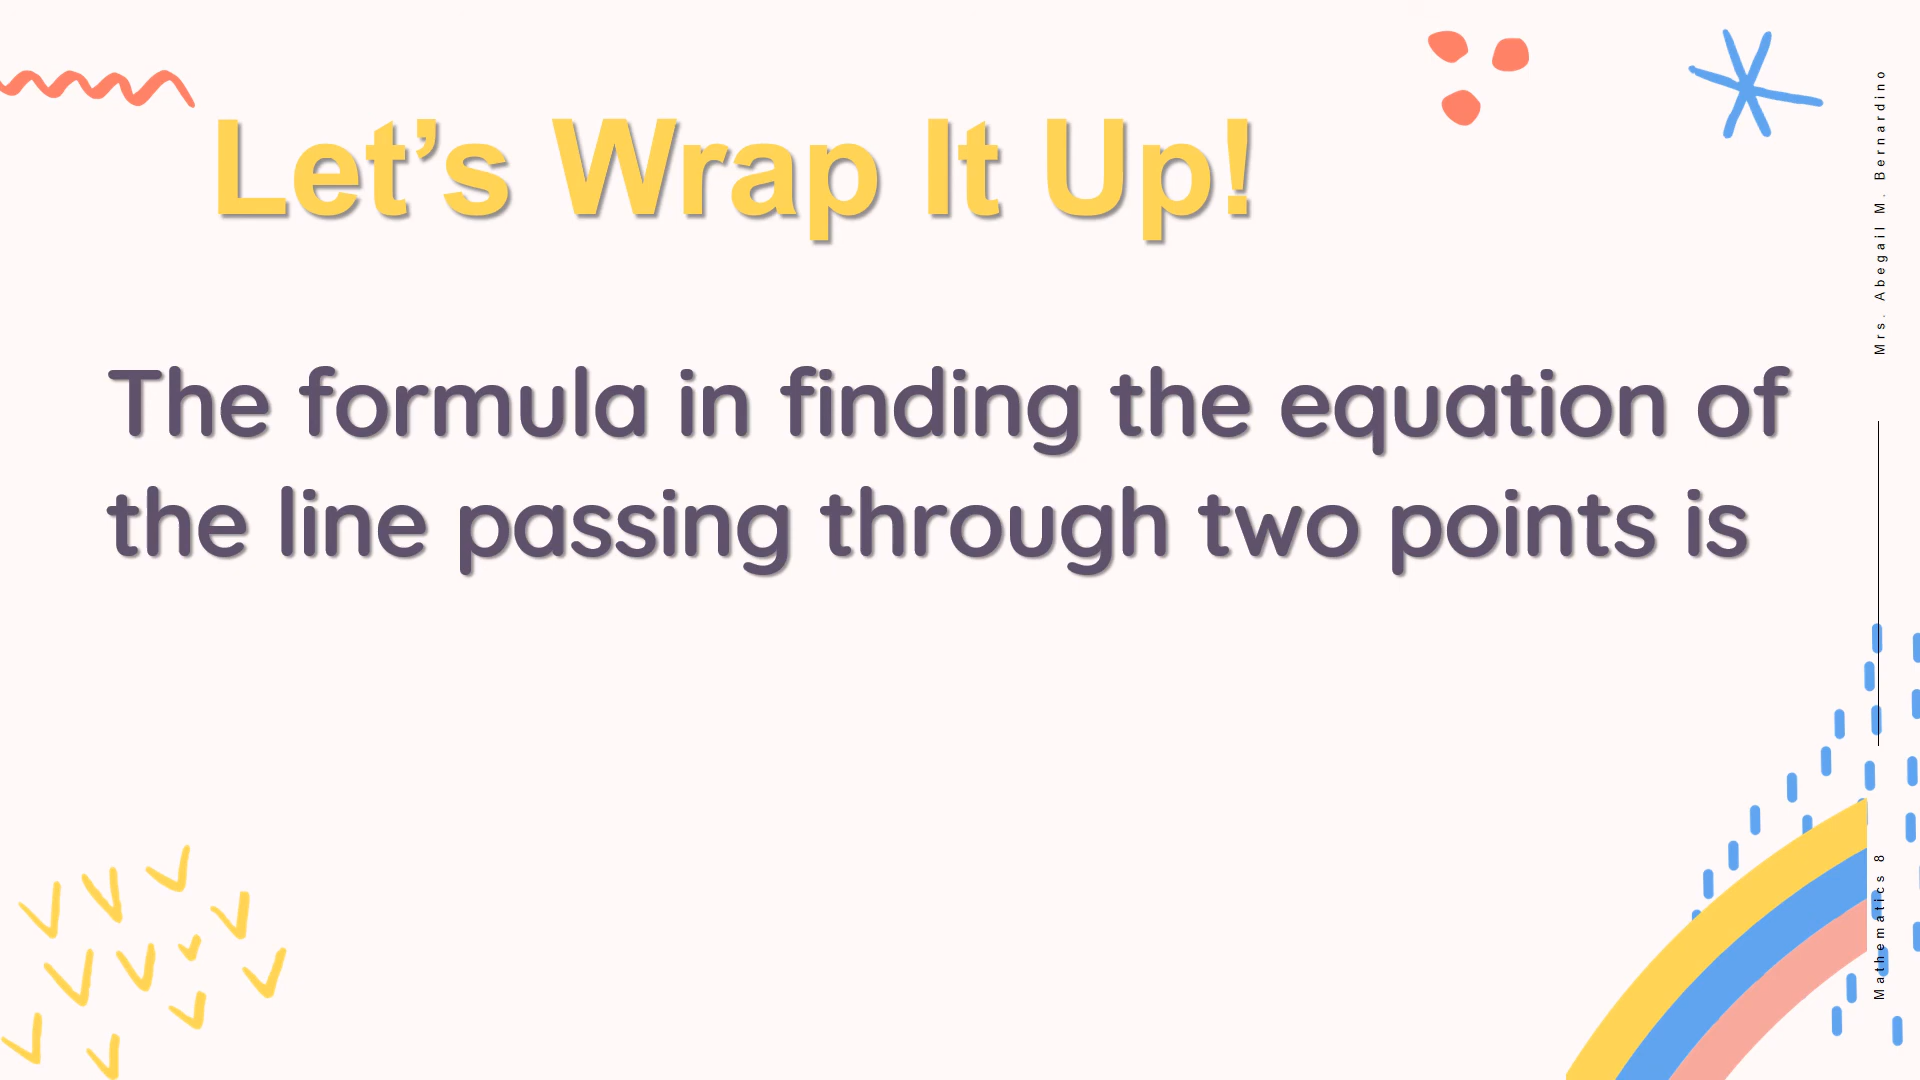 Let’s Wrap It Up!
The formula in finding the equation of
the line passing through two points is
Mrs. Abegail M. Bernardino
Mathematics 8